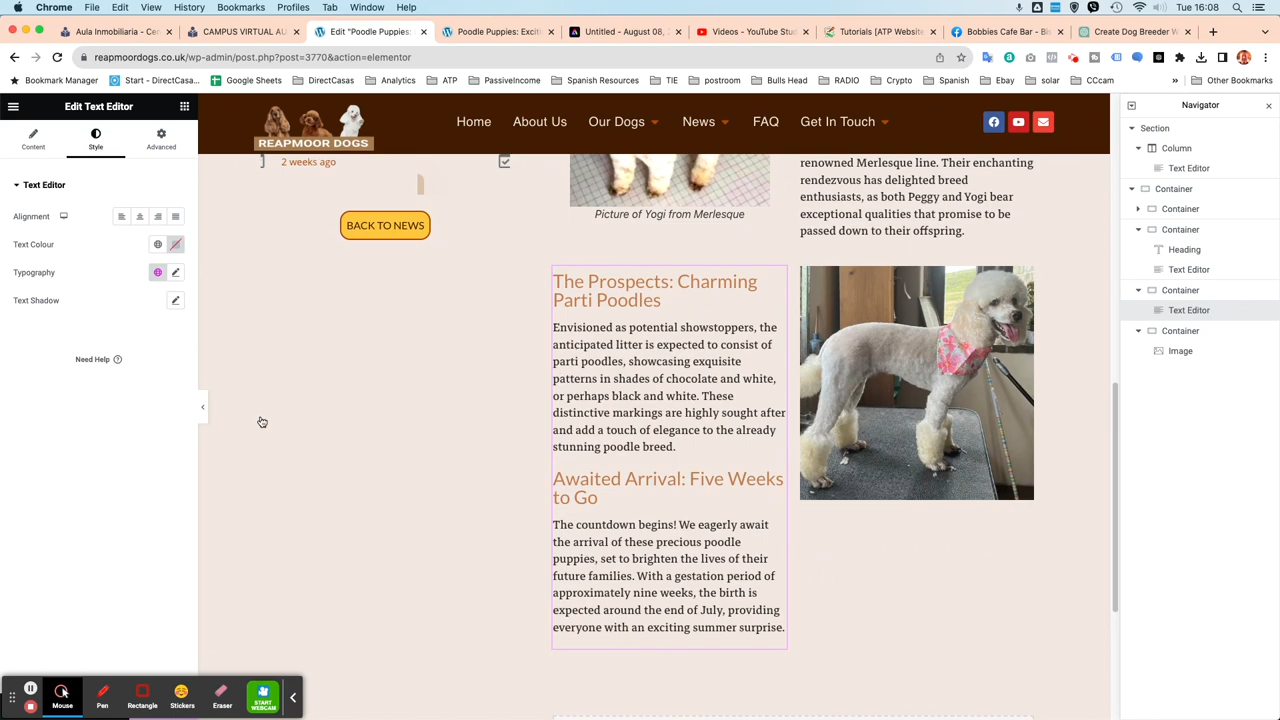 Chrome File Edit View History Bookmarks Profiles Tab Window Help Tue 16:08
Aula Inmobiliaria - Ce CAMPUS VIRTUAL AU Edit "Poodle Puppies: Poodle Puppies: Exciti Untitled - August 08, 2 Videos - YouTube Stu Tutorials [ATP Website Bobbies Cafe Bar - B Create Dog Breeder W
reapmoordogs.co.uk/wp-admin/post.php?post=3770&action=elementor
Bookmark Manager Start - DirectCasa... Google Sheets DirectCasas Analytics ATP PassiveIncome Spanish Resources TIE postroom Bulls Head RADIO Crypto Spanish Ebay solar CCcam Other Bookmarks
Edit Text Editor
Content Style Advanced
Text Editor
Alignment
Text Colour
Typography
Text Shadow
Need Help
REAPMOOR DOGS
Home About Us Our Dogs News FAQ Get In Touch
2 weeks ago
BACK TO NEWS
Picture of Yogi from Merlesque
renowned Merlesque line. Their enchanting
rendezvous has delighted breed
enthusiasts, as both Peggy and Yogi bear
exceptional qualities that promise to be
passed down to their offspring.
The Prospects: Charming
Parti Poodles
Envisioned as potential showstoppers, the
anticipated litter is expected to consist of
parti poodles, showcasing exquisite
patterns in shades of chocolate and white,
or perhaps black and white. These
distinctive markings are highly sought after
and add a touch of elegance to the already
stunning poodle breed.
Awaited Arrival: Five Weeks
to Go
The countdown begins! We eagerly await
the arrival of these precious poodle
puppies, set to brighten the lives of their
future families. With a gestation period of
approximately nine weeks, the birth is
expected around the end of July, providing
everyone with an exciting summer surprise.
Navigator
Section
Column
Text Editor
Container
Container
Container
Heading
Text Editor
Container
Text Editor
Container
Image
Mouse Pen Rectangle Stickers Eraser START
WEBCAM